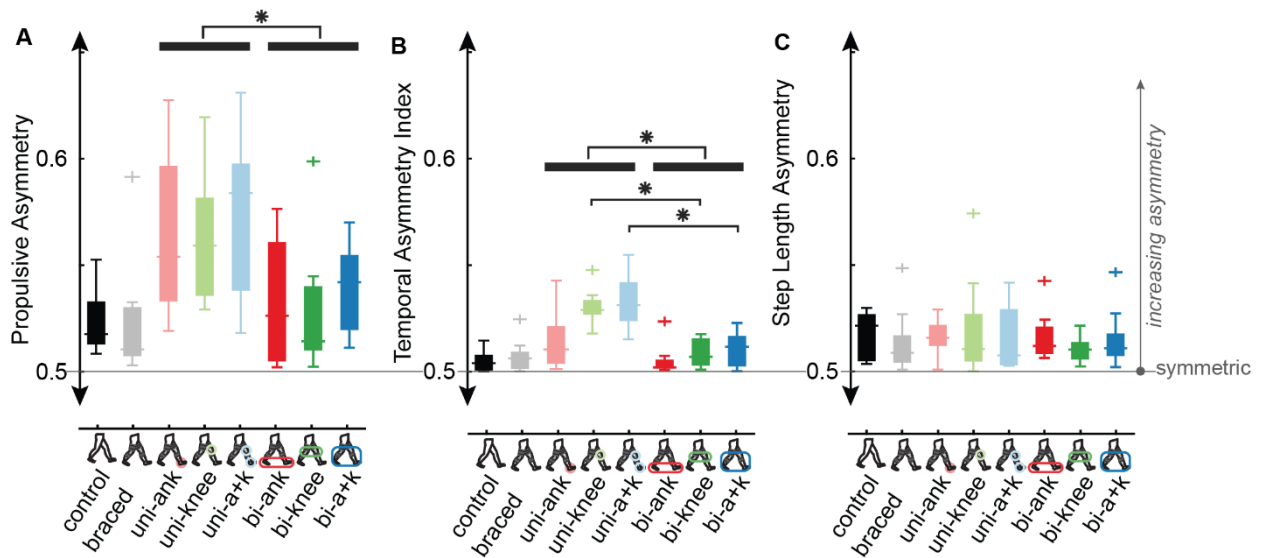 A
Propulsive Asymmetry
0.6
0.5
*
control
braced
uni-ank
uni-knee
uni-a+k
bi-ank
bi-knee
bi-a+k
B
Temporal Asymmetry Index
0.6
0.5
*
*
*
control
braced
uni-ank
uni-knee
uni-a+k
bi-ank
bi-knee
bi-a+k
C
Step Length Asymmetry
0.6
0.5
increasing asymmetry
symmetric
control
braced
uni-ank
uni-knee
uni-a+k
bi-ank
bi-knee
bi-a+k